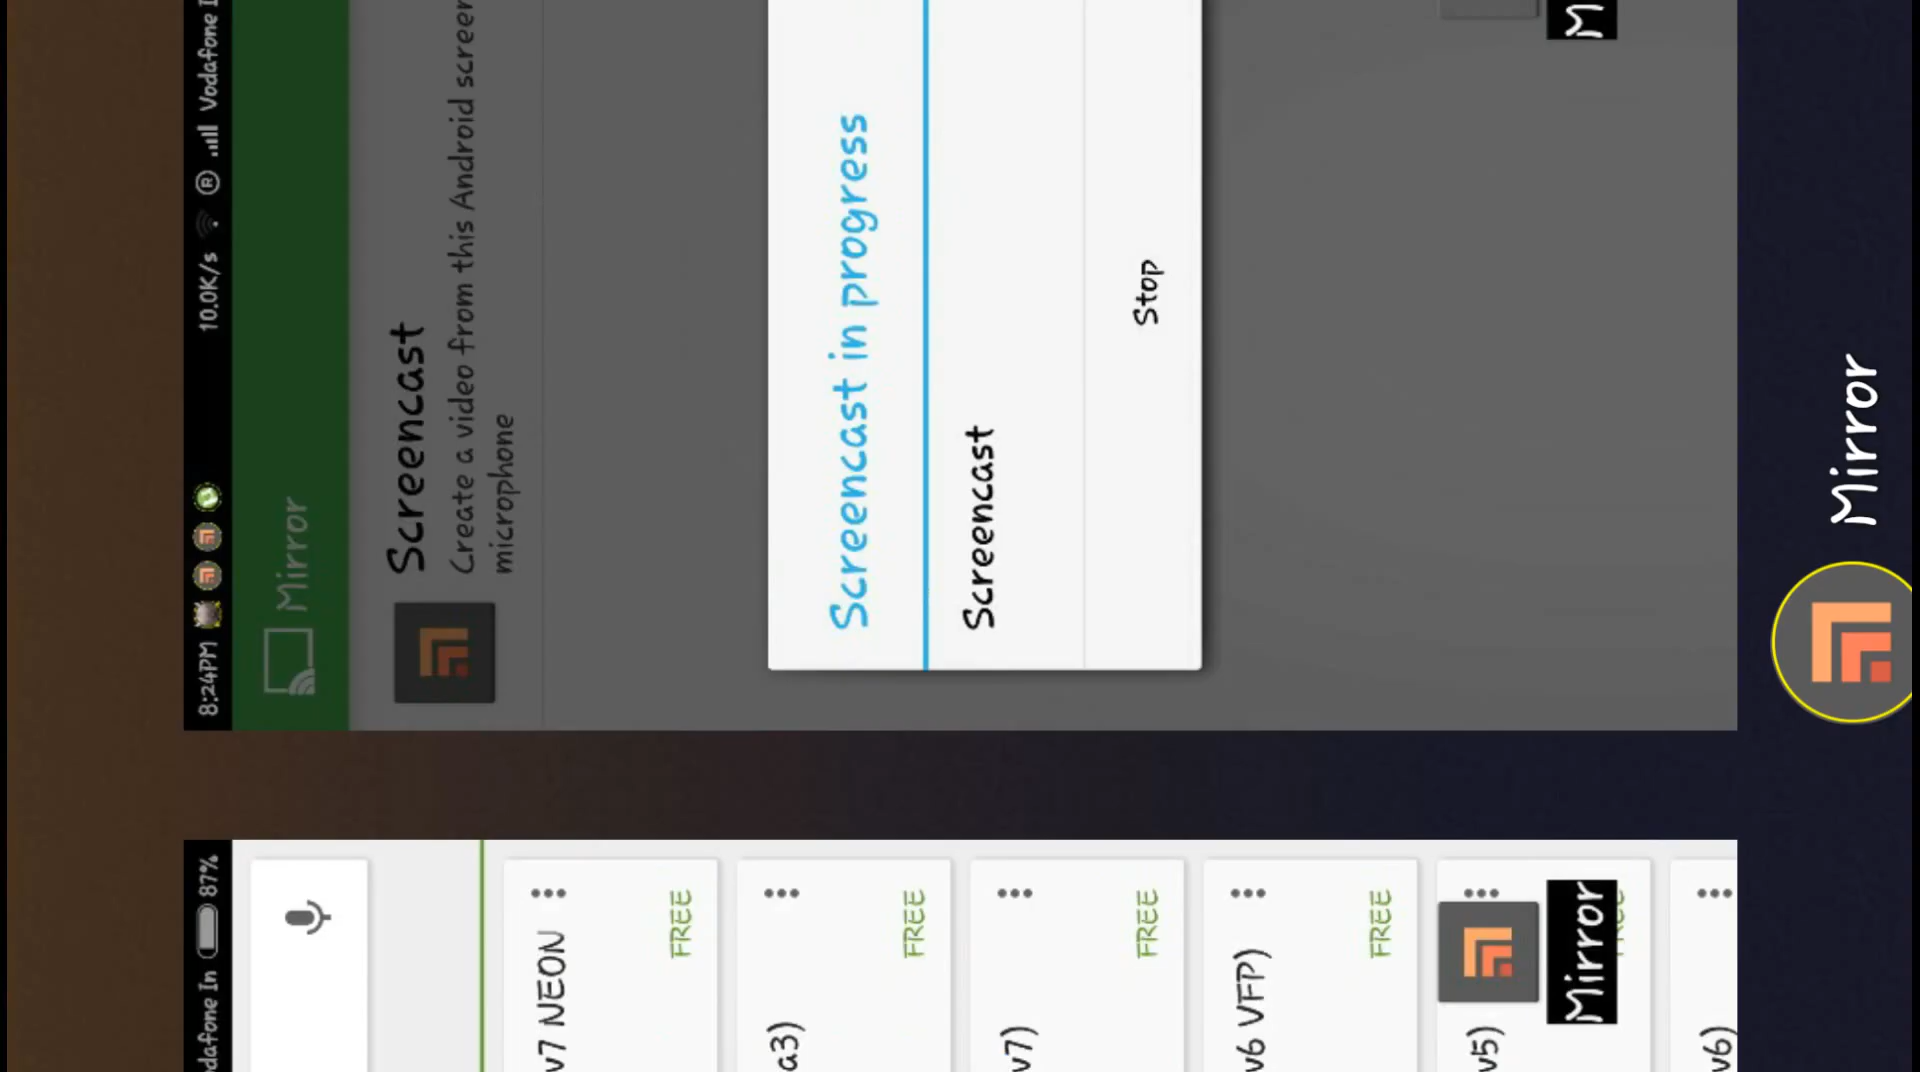 8:24PM
10.0K/s
Vodafone I
Mirror
Screencast
Create a video from this Android screen
microphone
Screencast in progress
Screencast
Stop
M
Mirror
dafone In 87%
v7 NEON
FREE
a3)
FREE
v7)
FREE
v6 VFP)
FREE
v5)
Mirror
v6)